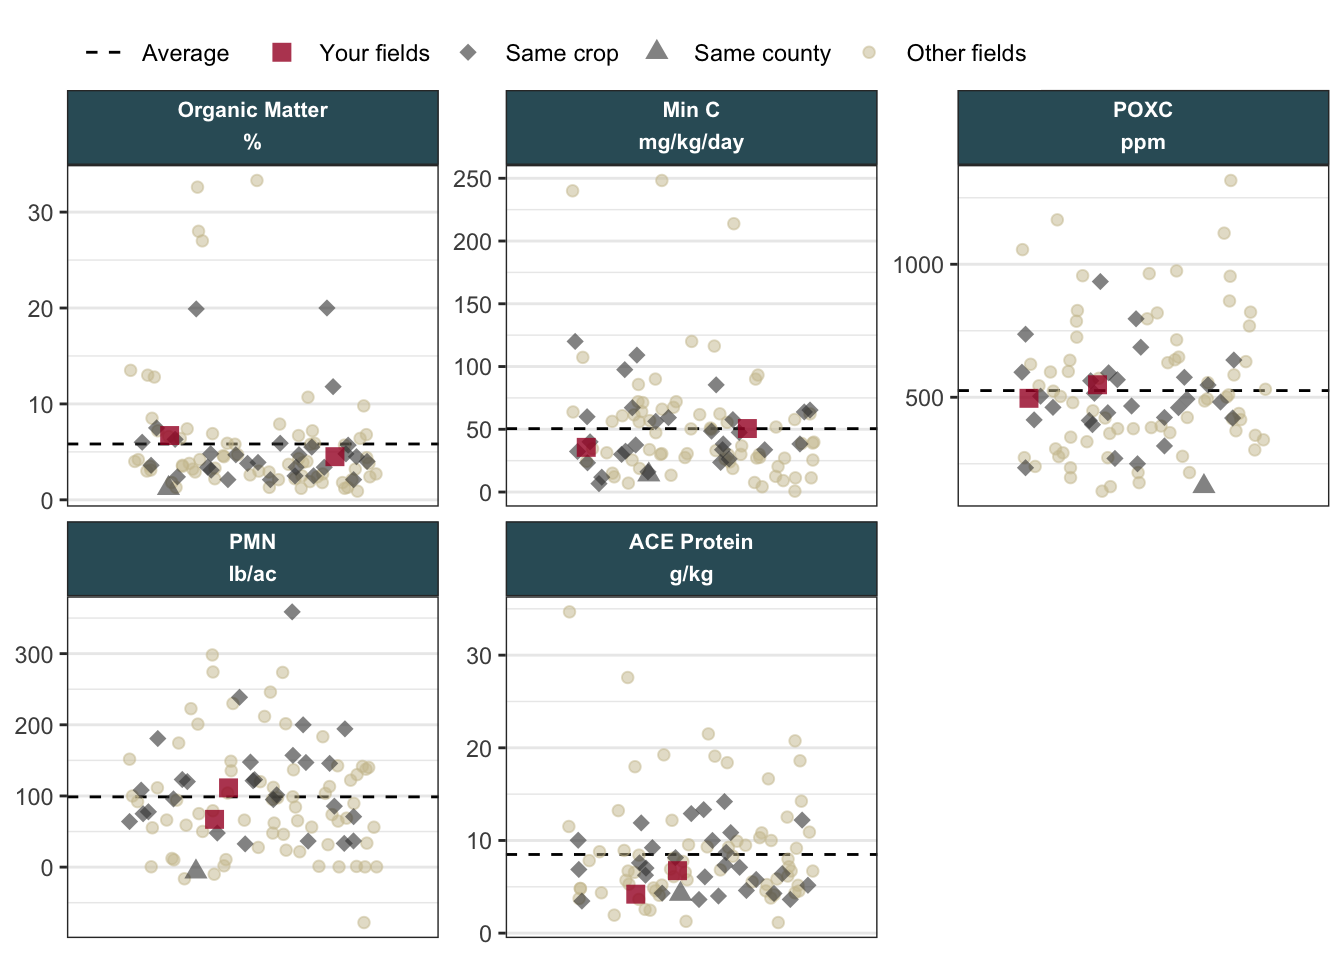 Average Your fields Same crop Same county Other fields
Organic Matter
%
30
20
10
0
Min C
mg/kg/day
250
200
150
100
50
0
POXC
ppm
1000
500
PMN
lb/ac
300
200
100
0
ACE Protein
g/kg
30
20
10
0